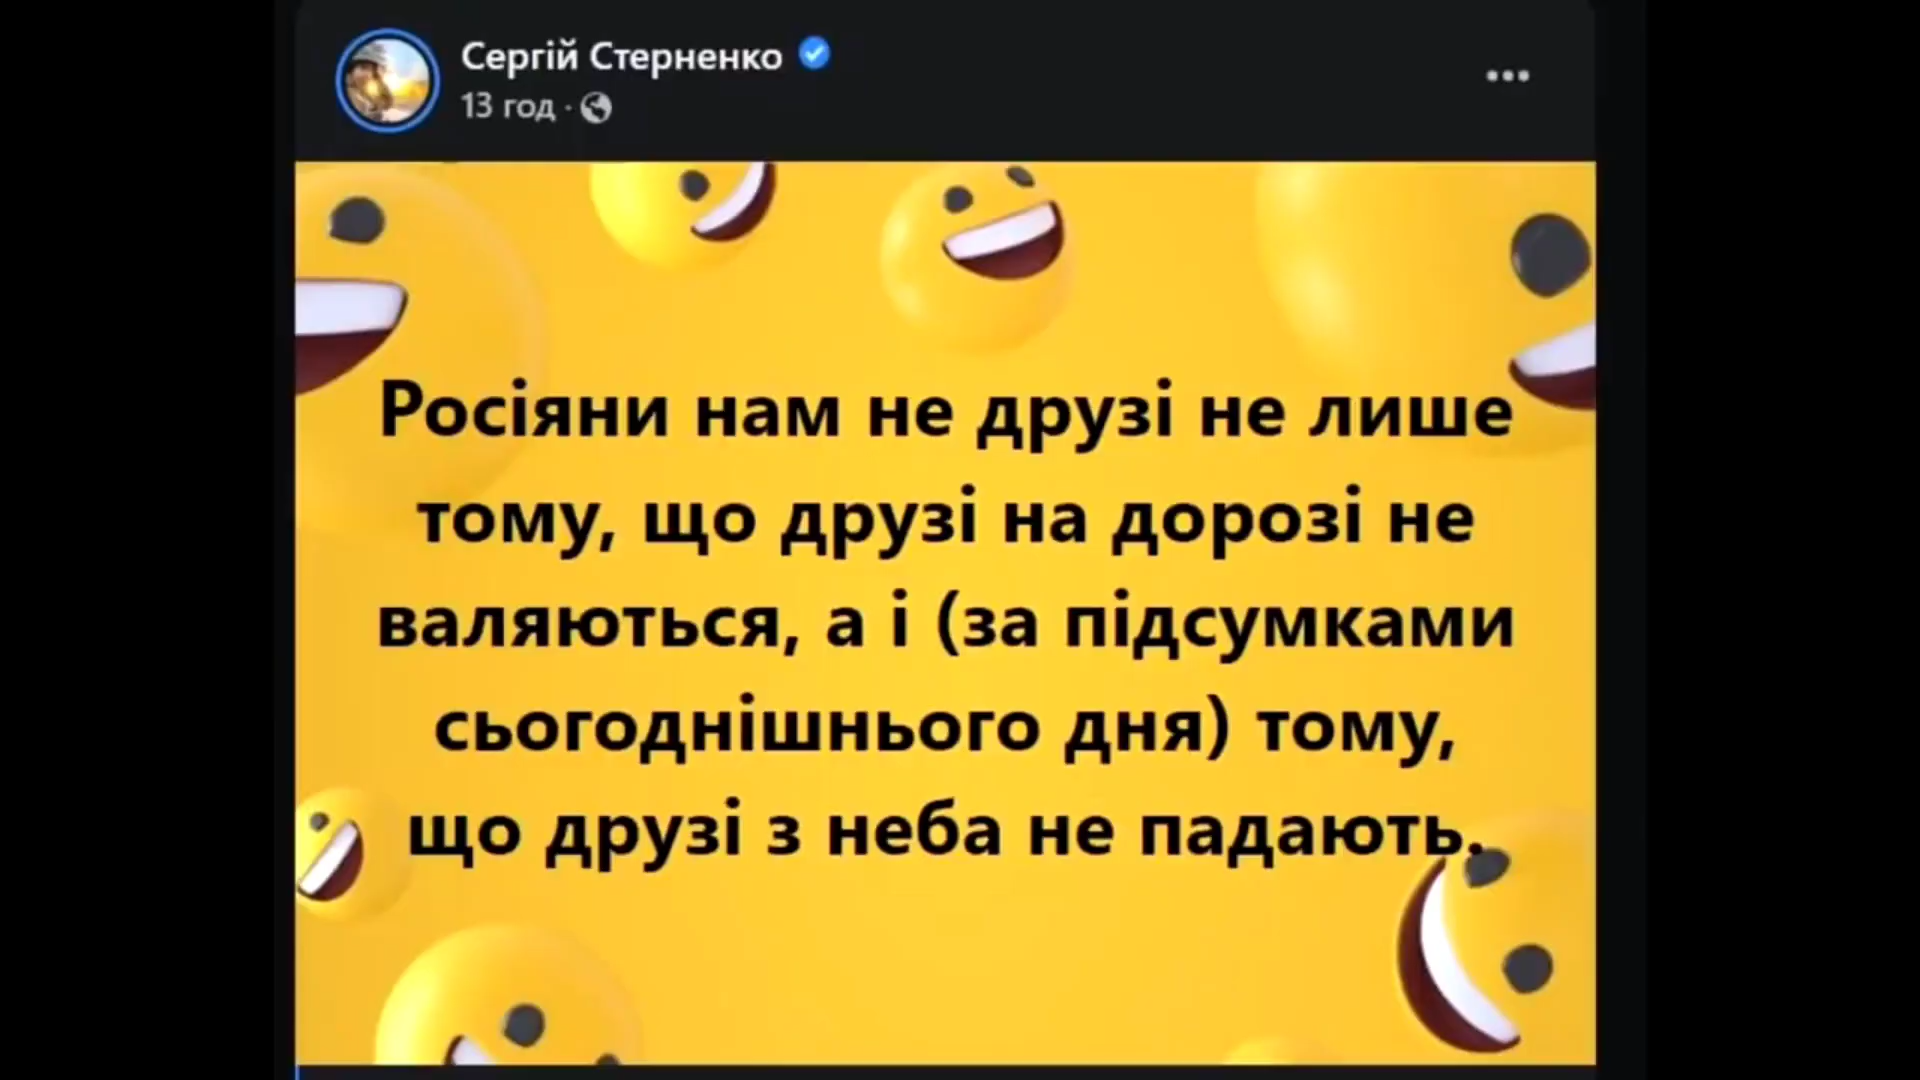 Сергій Стерненко
13 год ·
Росіяни нам не друзі не лише
тому, що друзі на дорозі не
валяються, а і (за підсумками
сьогоднішнього дня) тому,
що друзі з неба не падають.